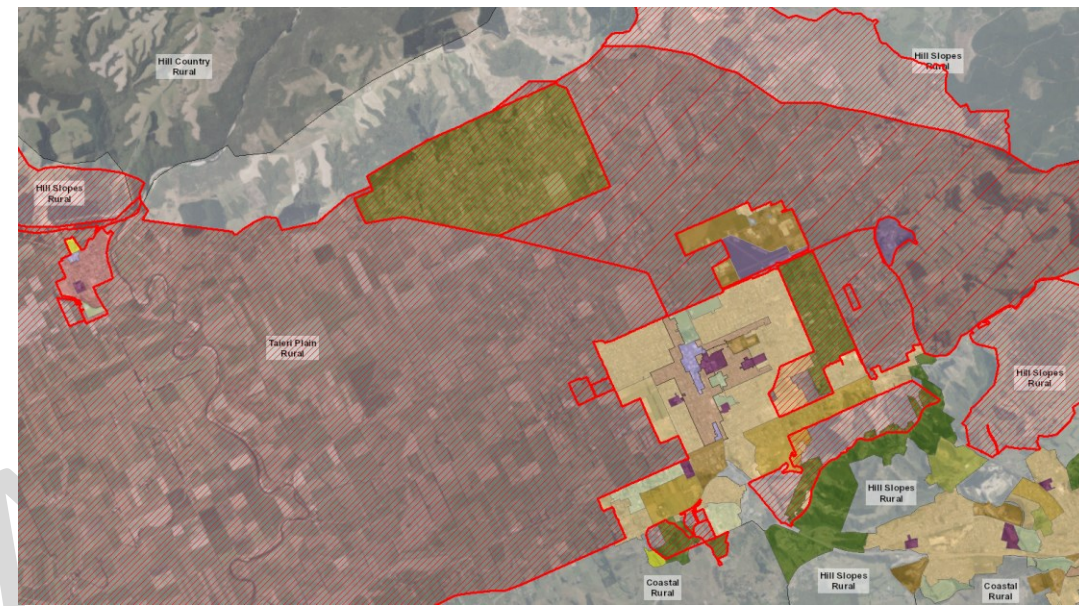 Hill Country
Rural
Hill Slopes
Rural
Hill Slopes
Rural
Taieri Plain
Rural
Hill Slopes
Rural
Hill Slopes
Rural
Hill Slopes
Rural
Coastal
Rural
Coastal
Rural